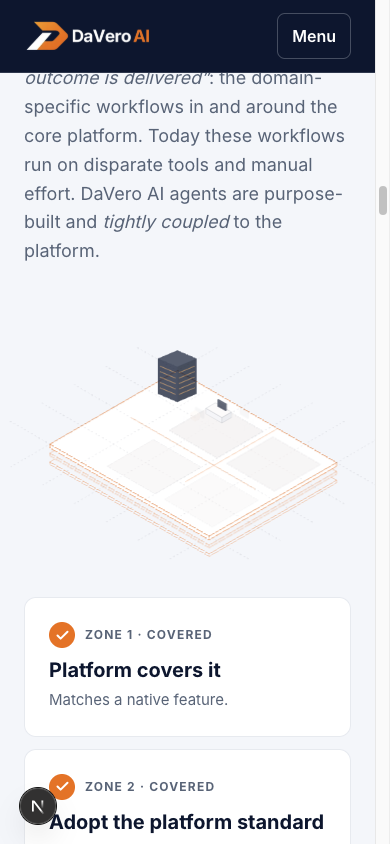 DaVero AI
Menu
outcome is delivered”: the domain-
specific workflows in and around the
core platform. Today these workflows
run on disparate tools and manual
effort. DaVero AI agents are purpose-
built and tightly coupled to the
platform.
ZONE 1 · COVERED
Platform covers it
Matches a native feature.
ZONE 2 · COVERED
Adopt the platform standard
N